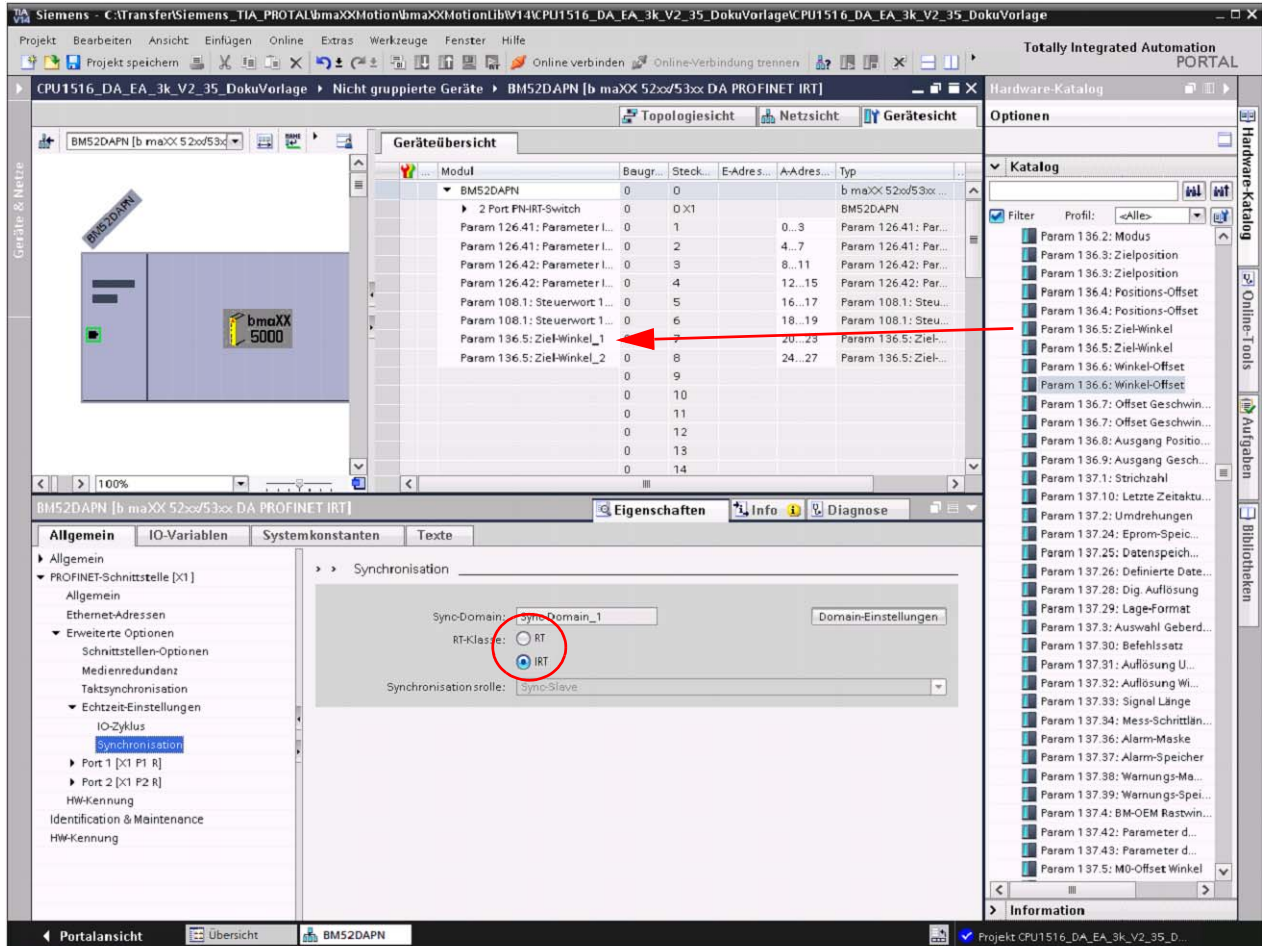 Siemens - C:\Transfer\Siemens_TIA_PROTAL\bmaXXMotion\bmaXXMotionLib\V14\CPU1516_DA_EA_3k_V2_35_DokuVorlage\CPU1516_DA_EA_3k_V2_35_DokuVorlage
Projekt Bearbeiten Ansicht Einfügen Online Extras Werkzeuge Fenster Hilfe
Totally Integrated Automation
PORTAL
Projekt speichern Online verbinden Online-Verbindung trennen
CPU1516_DA_EA_3k_V2_35_DokuVorlage ▸ Nicht gruppierte Geräte ▸ BM52DAPN [b maXX 52xx/53xx DA PROFINET IRT]
Topologiesicht Netzsicht Gerätesicht
BM52DAPN [b maXX 52xx/53x
Geräteübersicht
... Modul Baugr... Steck... E-Adres... A-Adres... Typ ...
BM52DAPN 0 0 b maXX 52xx/53xx ...
2 Port PN-IRT-Switch 0 0 X1 BM52DAPN
Param 126.41: Parameter I... 0 1 0...3 Param 126.41: Par...
Param 126.41: Parameter I... 0 2 4...7 Param 126.41: Par...
Param 126.42: Parameter I... 0 3 8...11 Param 126.42: Par...
Param 126.42: Parameter I... 0 4 12...15 Param 126.42: Par...
Param 108.1: Steuerwort 1... 0 5 16...17 Param 108.1: Steu...
Param 108.1: Steuerwort 1... 0 6 18...19 Param 108.1: Steu...
Param 136.5: Ziel-Winkel_1 0 7 20...23 Param 136.5: Ziel-...
Param 136.5: Ziel-Winkel_2 0 8 24...27 Param 136.5: Ziel-...
0 9
0 10
0 11
0 12
0 13
0 14
BM52DAPN
bmaXX
5000
100%
Geräte & Netze
BM52DAPN [b maXX 52xx/53xx DA PROFINET IRT]
Eigenschaften Info Diagnose
Allgemein IO-Variablen Systemkonstanten Texte
Allgemein
PROFINET-Schnittstelle [X1]
Allgemein
Ethernet-Adressen
Erweiterte Optionen
Schnittstellen-Optionen
Medienredundanz
Taktsynchronisation
Echtzeit-Einstellungen
IO-Zyklus
Synchronisation
Port 1 [X1 P1 R]
Port 2 [X1 P2 R]
HW-Kennung
Identification & Maintenance
HW-Kennung
> > Synchronisation
Sync-Domain: Sync-Domain_1 Domain-Einstellungen
RT-Klasse: RT
IRT
Synchronisationsrolle: Sync-Slave
Hardware-Katalog
Optionen
Katalog
Filter Profil: <Alle>
Param 136.2: Modus
Param 136.3: Zielposition
Param 136.3: Zielposition
Param 136.4: Positions-Offset
Param 136.4: Positions-Offset
Param 136.5: Ziel-Winkel
Param 136.5: Ziel-Winkel
Param 136.6: Winkel-Offset
Param 136.6: Winkel-Offset
Param 136.7: Offset Geschwin...
Param 136.7: Offset Geschwin...
Param 136.8: Ausgang Positio...
Param 136.9: Ausgang Gesch...
Param 137.1: Strichzahl
Param 137.10: Letzte Zeitaktu...
Param 137.2: Umdrehungen
Param 137.24: Eprom-Speic...
Param 137.25: Datenspeich...
Param 137.26: Definierte Date...
Param 137.28: Dig. Auflösung
Param 137.29: Lage-Format
Param 137.3: Auswahl Geberd...
Param 137.30: Befehlssatz
Param 137.31: Auflösung U...
Param 137.32: Auflösung Wi...
Param 137.33: Signal Länge
Param 137.34: Mess-Schrittlän...
Param 137.36: Alarm-Maske
Param 137.37: Alarm-Speicher
Param 137.38: Warnungs-Ma...
Param 137.39: Warnungs-Spei...
Param 137.4: BM-OEM Rastwin...
Param 137.42: Parameter d...
Param 137.43: Parameter d...
Param 137.5: M0-Offset Winkel
Information
Hardware-Katalog
Online-Tools
Aufgaben
Bibliotheken
Portalansicht Übersicht BM52DAPN Projekt CPU1516_DA_EA_3k_V2_35_D...